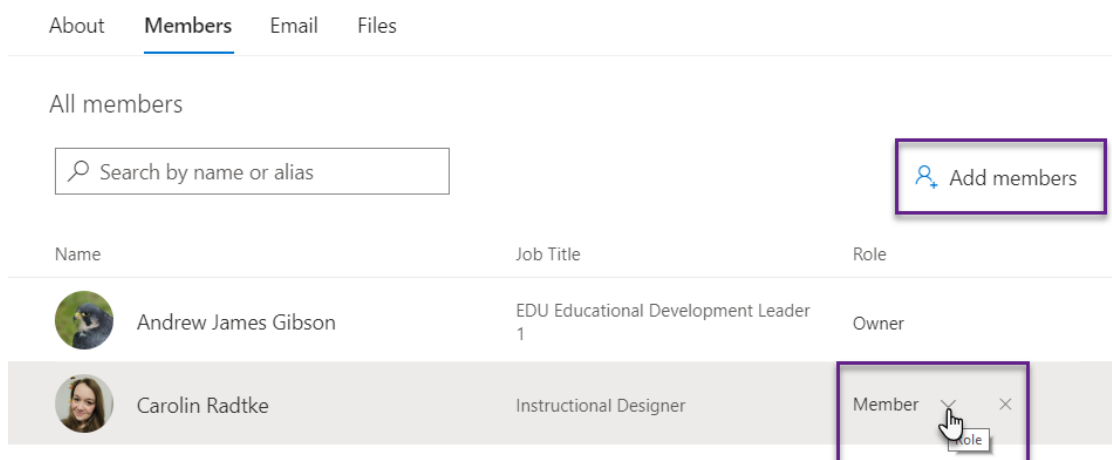 About Members Email Files
All members
Search by name or alias
Add members
Name Job Title Role
Andrew James Gibson
EDU Educational Development Leader
1
Owner
Carolin Radtke
Instructional Designer
Member
Role